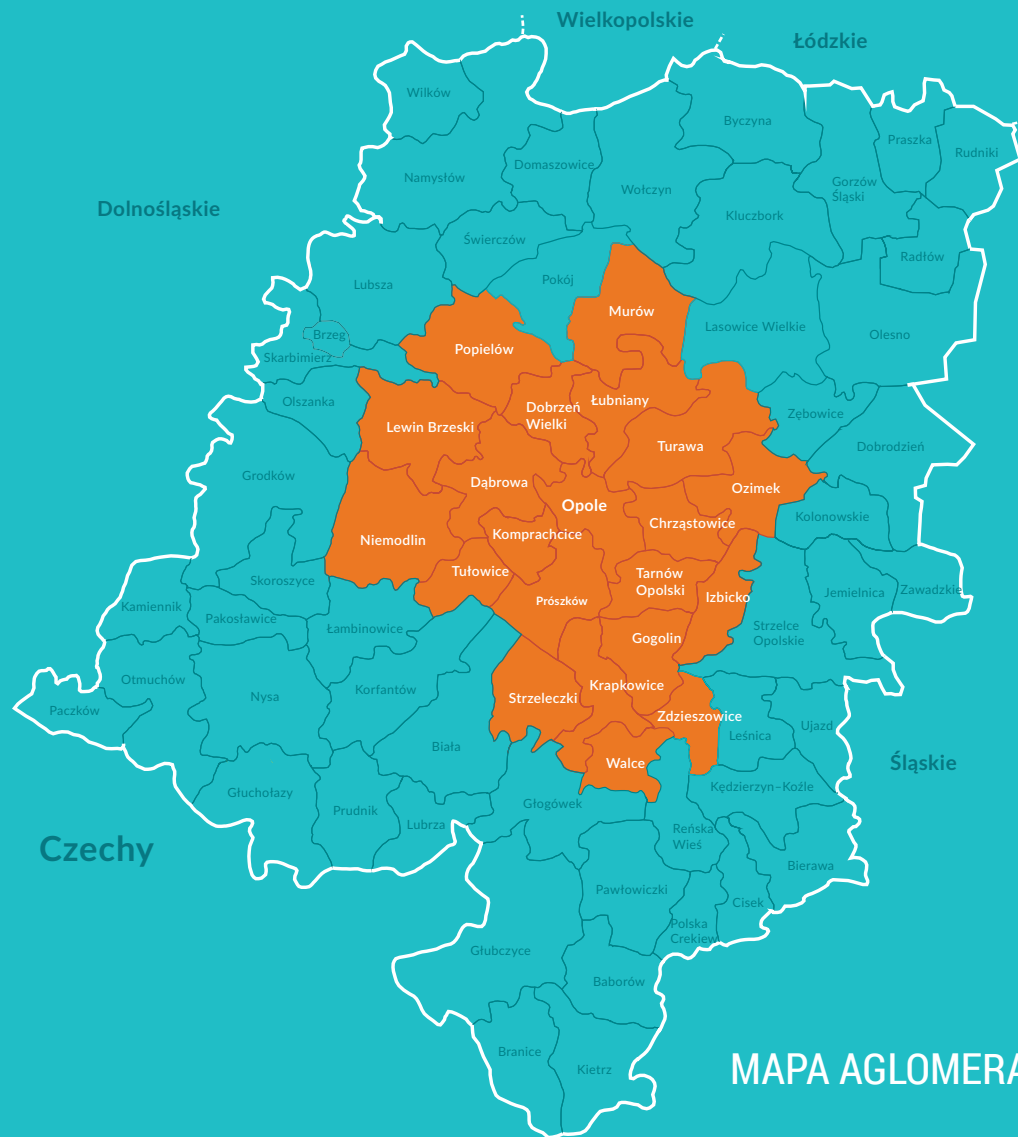 Wielkopolskie
Łódzkie
Wilków
Byczyna
Praszka
Rudniki
Domaszowice
Namysłów
Wołczyn
Gorzów
Śląski
Dolnośląskie
Kluczbork
Świerczów
Radłów
Pokój
Lubsza
Murów
Lasowice Wielkie
Olesno
Brzeg
Popielów
Skarbimierz
Olszanka
Łubniany
Dobrzeń
Wielki
Zębowice
Lewin Brzeski
Turawa
Dobrodzień
Grodków
Dąbrowa
Ozimek
Opole
Kolonowskie
Chrząstowice
Komprachcice
Niemodlin
Tułowice
Tarnów
Opolski
Skoroszyce
Jemielnica
Zawadzkie
Izbicko
Prószków
Kamiennik
Pakosławice
Łambinowice
Strzelce
Opolskie
Gogolin
Otmuchów
Nysa
Korfantów
Krapkowice
Strzeleczki
Paczków
Zdzieszowice
Ujazd
Leśnica
Biała
Walce
Śląskie
Kędzierzyn–Koźle
Głuchołazy
Głogówek
Prudnik
Lubrza
Reńska
Wieś
Czechy
Bierawa
Pawłowiczki
Cisek
Polska
Crekiew
Głubczyce
Baborów
Branice
Kietrz
MAPA AGLOMERA